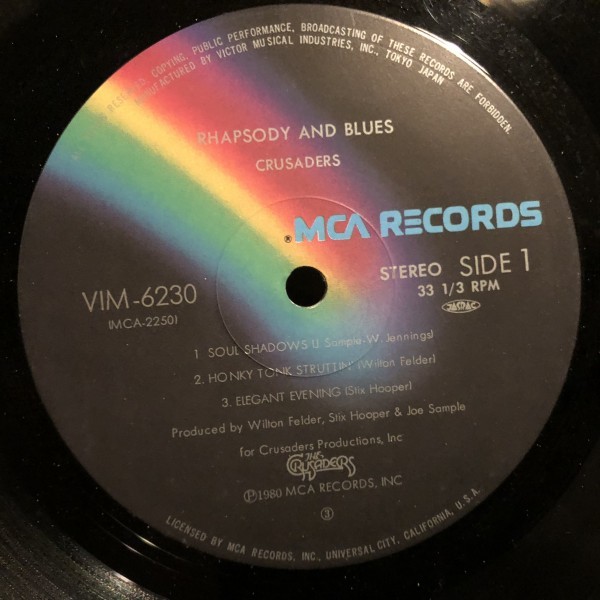 RESERVED. COPYING, PUBLIC PERFORMANCE, BROADCASTING OF THESE RECORDS ARE FORBIDDEN.
MANUFACTURED BY VICTOR MUSICAL INDUSTRIES, INC., TOKYO JAPAN
RHAPSODY AND BLUES
CRUSADERS
® MCA RECORDS
STEREO SIDE 1
33 1/3 RPM
JASRAC
VIM-6230
(MCA-2250)
1 SOUL SHADOWS (J Sample-W. Jennings)
2. HONKY TONK STRUTTIN' (Wilton Felder)
3. ELEGANT EVENING (Stix Hooper)
Produced by Wilton Felder, Stix Hooper & Joe Sample
for Crusaders Productions, Inc
THE CRUSADERS
Ⓟ1980 MCA RECORDS, INC
③
LICENSED BY MCA RECORDS, INC., UNIVERSAL CITY, CALIFORNIA, U.S.A.